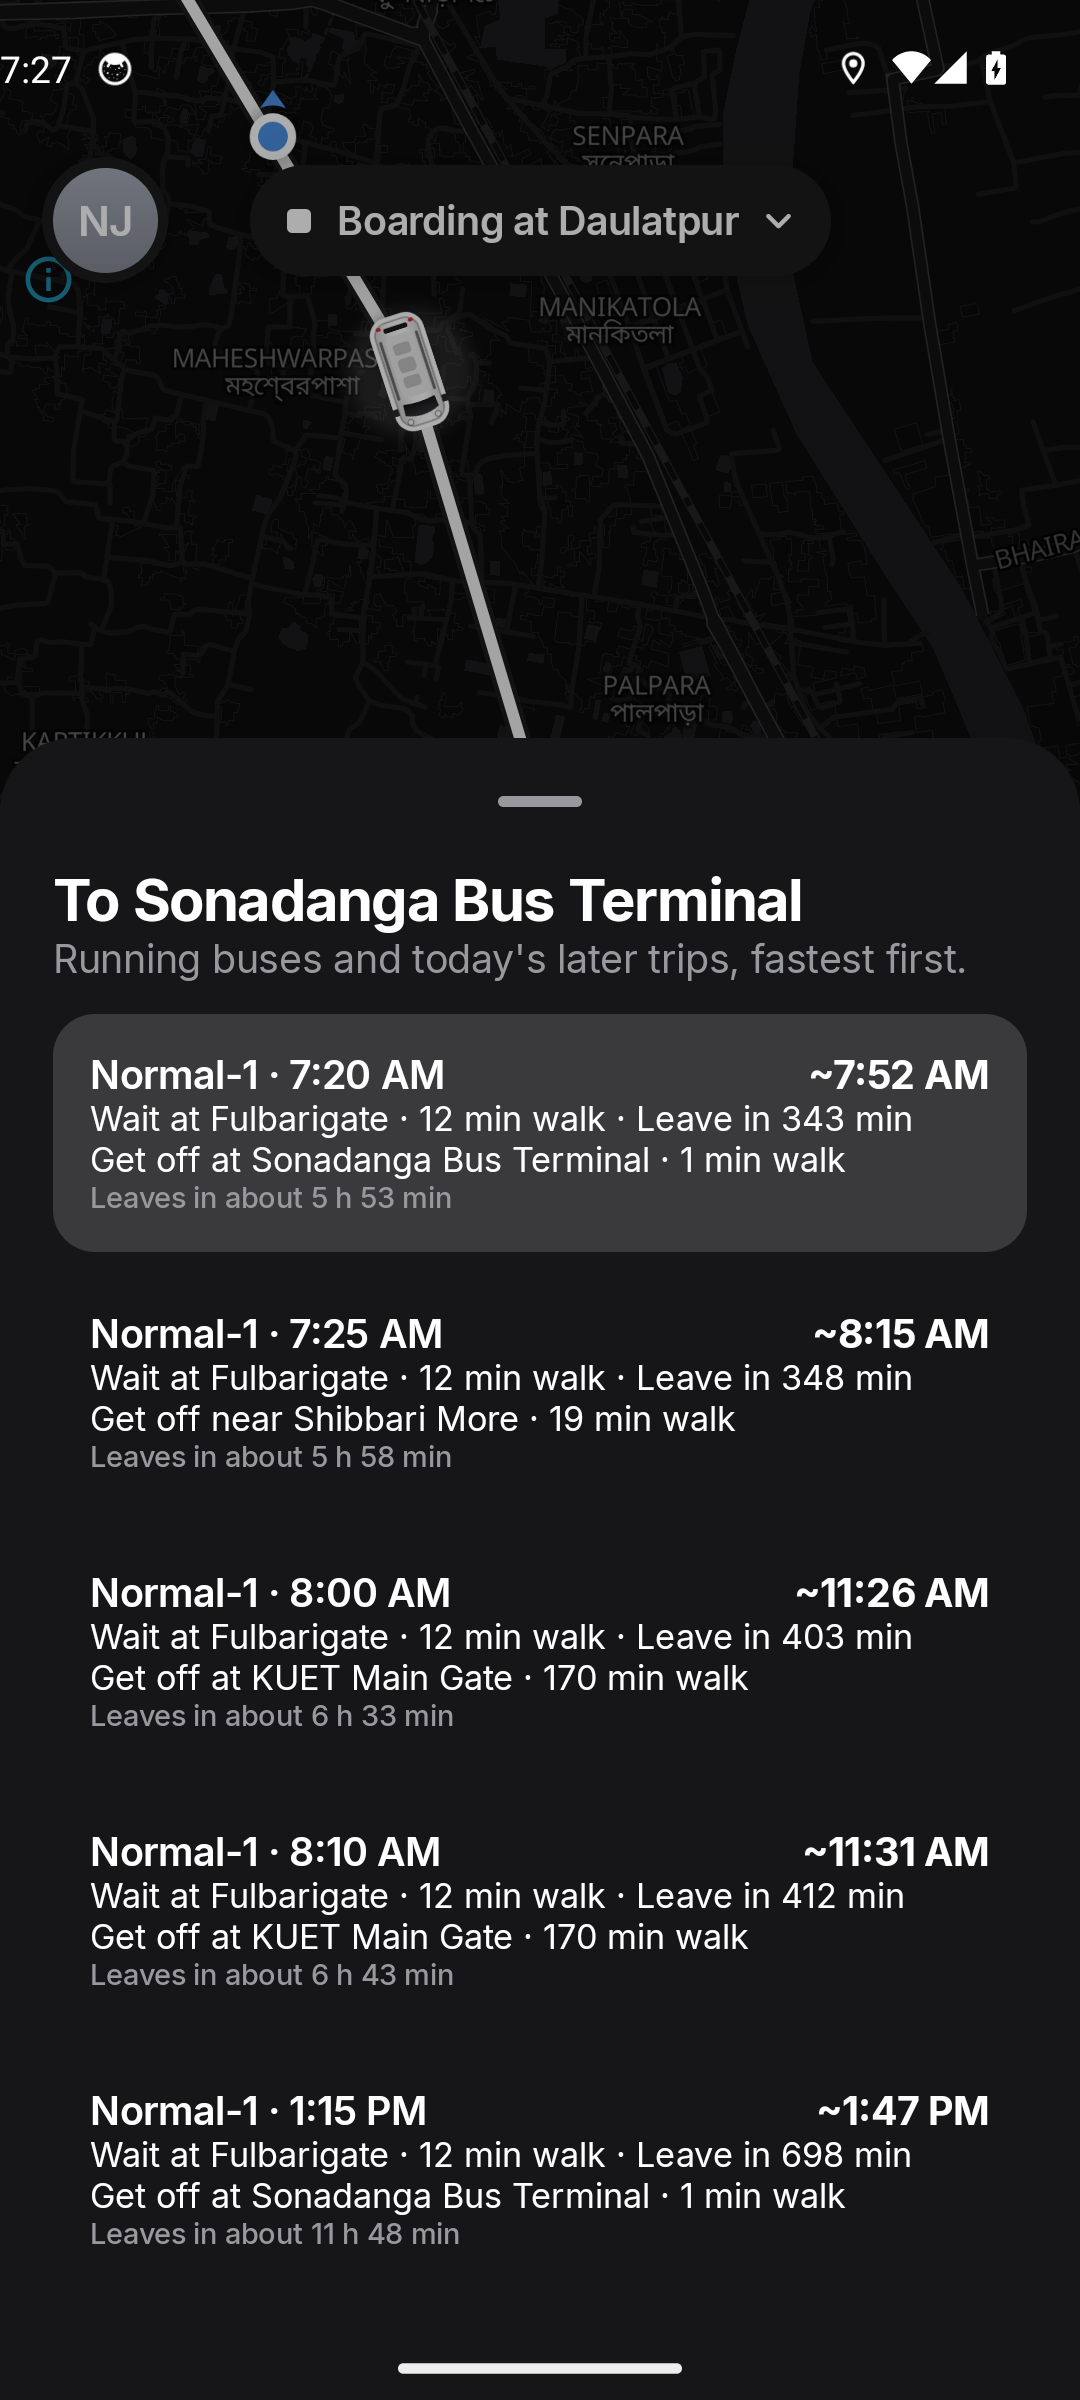 7:27
SENPARA
NJ
Boarding at Daulatpur
MANIKATOLA
মানিকতলা
MAHESHWARPAS
মহেশ্বেরপাশা
BHAIRA
PALPARA
পালপাড়া
To Sonadanga Bus Terminal
Running buses and today's later trips, fastest first.
Normal-1 · 7:20 AM ~7:52 AM
Wait at Fulbarigate · 12 min walk · Leave in 343 min
Get off at Sonadanga Bus Terminal · 1 min walk
Leaves in about 5 h 53 min
Normal-1 · 7:25 AM ~8:15 AM
Wait at Fulbarigate · 12 min walk · Leave in 348 min
Get off near Shibbari More · 19 min walk
Leaves in about 5 h 58 min
Normal-1 · 8:00 AM ~11:26 AM
Wait at Fulbarigate · 12 min walk · Leave in 403 min
Get off at KUET Main Gate · 170 min walk
Leaves in about 6 h 33 min
Normal-1 · 8:10 AM ~11:31 AM
Wait at Fulbarigate · 12 min walk · Leave in 412 min
Get off at KUET Main Gate · 170 min walk
Leaves in about 6 h 43 min
Normal-1 · 1:15 PM ~1:47 PM
Wait at Fulbarigate · 12 min walk · Leave in 698 min
Get off at Sonadanga Bus Terminal · 1 min walk
Leaves in about 11 h 48 min